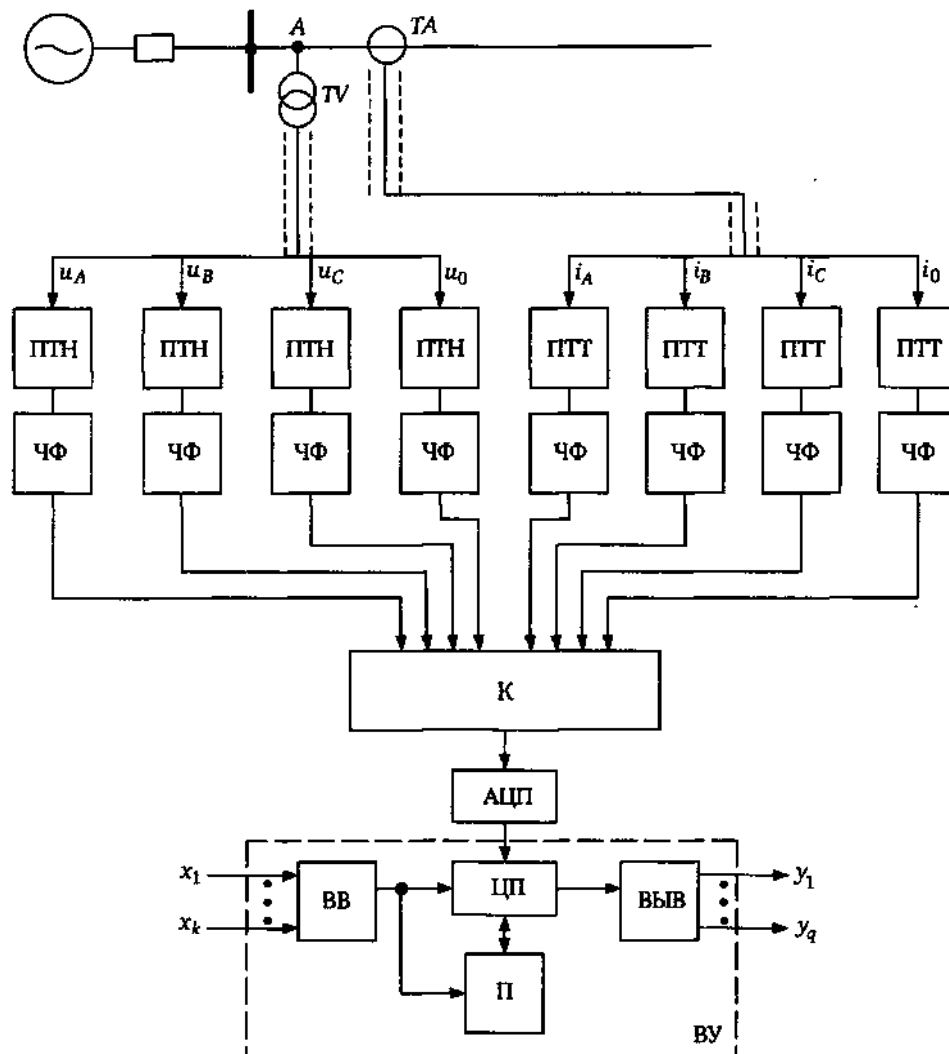 A TA
TV
u_A u_B u_C u_0 i_A i_B i_C i_0
ПТН ПТН ПТН ПТН ПТТ ПТТ ПТТ ПТТ
ЧФ ЧФ ЧФ ЧФ ЧФ ЧФ ЧФ ЧФ
К
АЦП
x_1 ВВ ЦП ВЫВ y_1
x_k y_q
П
ВУ